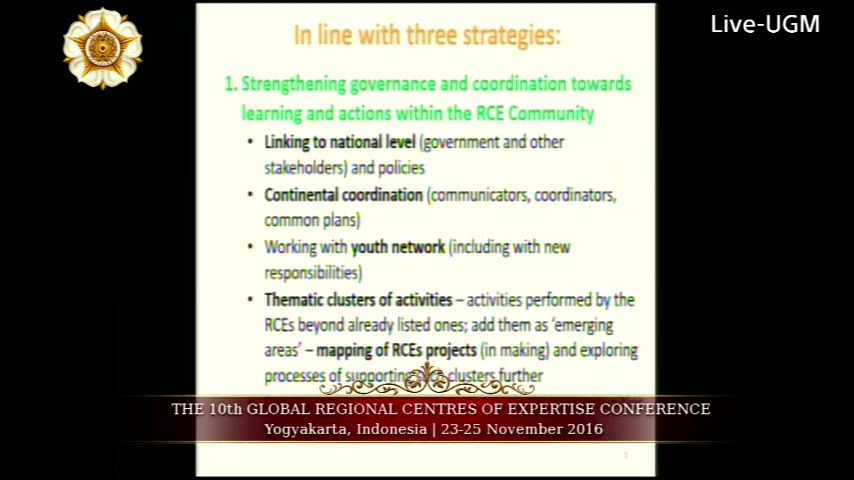 Live-UGM
In line with three strategies:
1. Strengthening governance and coordination towards
learning and actions within the RCE Community
• Linking to national level (government and other
stakeholders) and policies
• Continental coordination (communicators, coordinators,
common plans)
• Working with youth network (including with new
responsibilities)
• Thematic clusters of activities – activities performed by the
RCEs beyond already listed ones; add them as ‘emerging
areas’ – mapping of RCEs projects (in making) and exploring
processes of supporting clusters further
THE 10th GLOBAL REGIONAL CENTRES OF EXPERTISE CONFERENCE
Yogyakarta, Indonesia | 23-25 November 2016